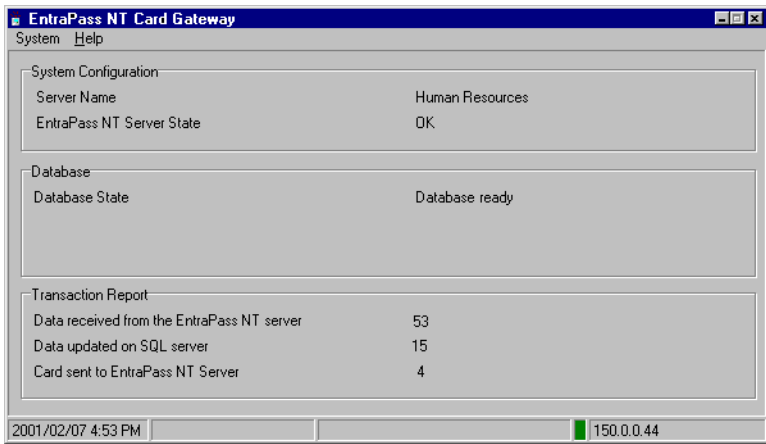 EntraPass NT Card Gateway
System Help
System Configuration
Server Name Human Resources
EntraPass NT Server State OK
Database
Database State Database ready
Transaction Report
Data received from the EntraPass NT server 53
Data updated on SQL server 15
Card sent to EntraPass NT Server 4
2001/02/07 4:53 PM 150.0.0.44